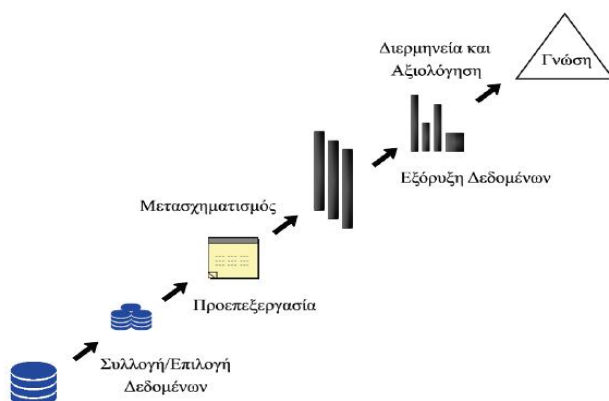 Διερμηνεία και
Αξιολόγηση
Γνώση
Εξόρυξη Δεδομένων
Μετασχηματισμός
Προεπεξεργασία
Συλλογή/Επιλογή
Δεδομένων